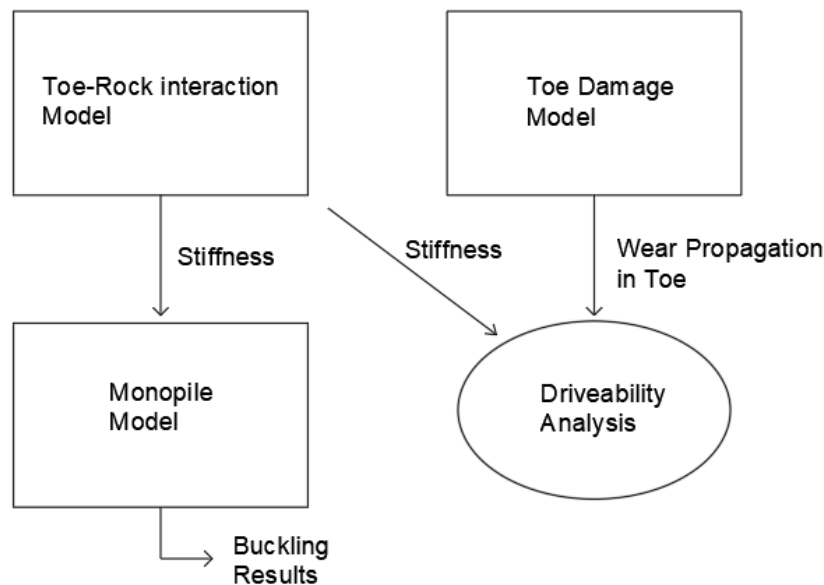 Toe-Rock interaction
Model
Toe Damage
Model
Stiffness
Stiffness
Wear Propagation
in Toe
Monopile
Model
Driveability
Analysis
Buckling
Results